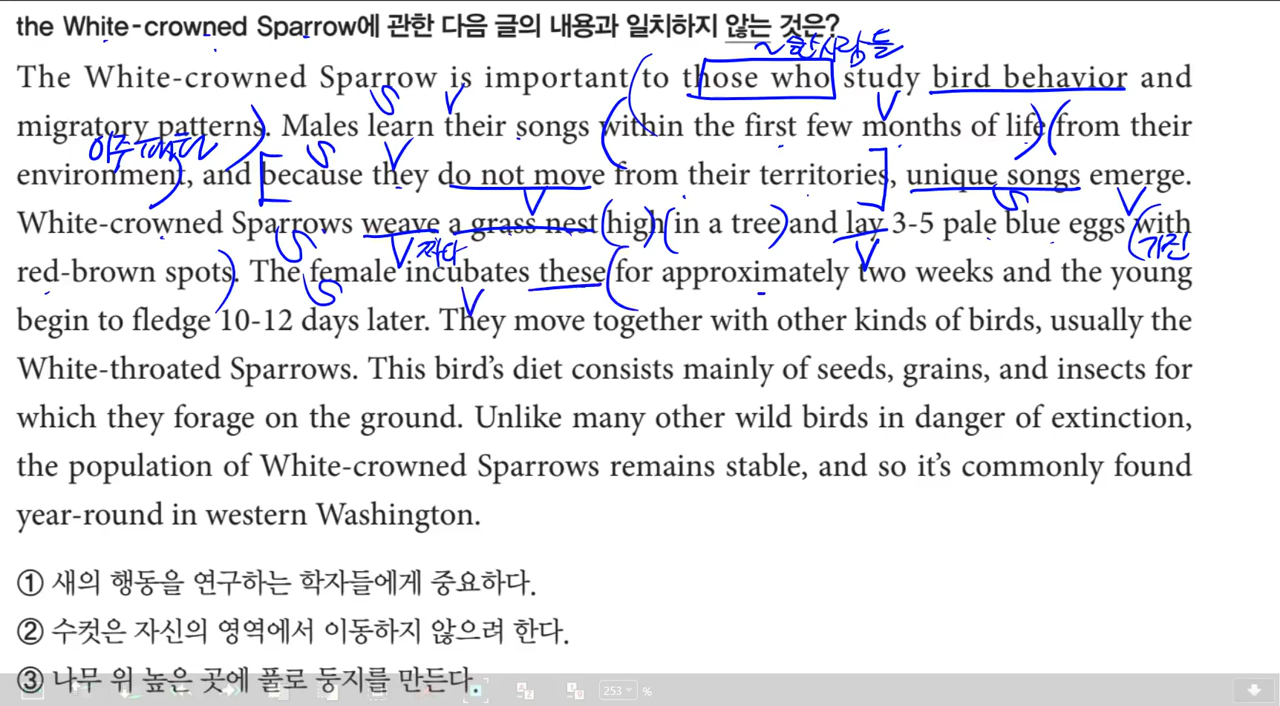 the White-crowned Sparrow에 관한 다음 글의 내용과 일치하지 않는 것은?
~한 사람들
The White-crowned Sparrow is important to those who study bird behavior and
S V V
migratory patterns. Males learn their songs within the first few months of life from their
이주 패턴 S V
environment, and because they do not move from their territories, unique songs emerge.
V S V
White-crowned Sparrows weave a grass nest high in a tree and lay 3-5 pale blue eggs with
S V 짜다 V 가진
red-brown spots. The female incubates these for approximately two weeks and the young
S V
begin to fledge 10-12 days later. They move together with other kinds of birds, usually the
White-throated Sparrows. This bird's diet consists mainly of seeds, grains, and insects for
which they forage on the ground. Unlike many other wild birds in danger of extinction,
the population of White-crowned Sparrows remains stable, and so it's commonly found
year-round in western Washington.
① 새의 행동을 연구하는 학자들에게 중요하다.
② 수컷은 자신의 영역에서 이동하지 않으려 한다.
③ 나무 위 높은 곳에 풀로 둥지를 만든다.
253 %